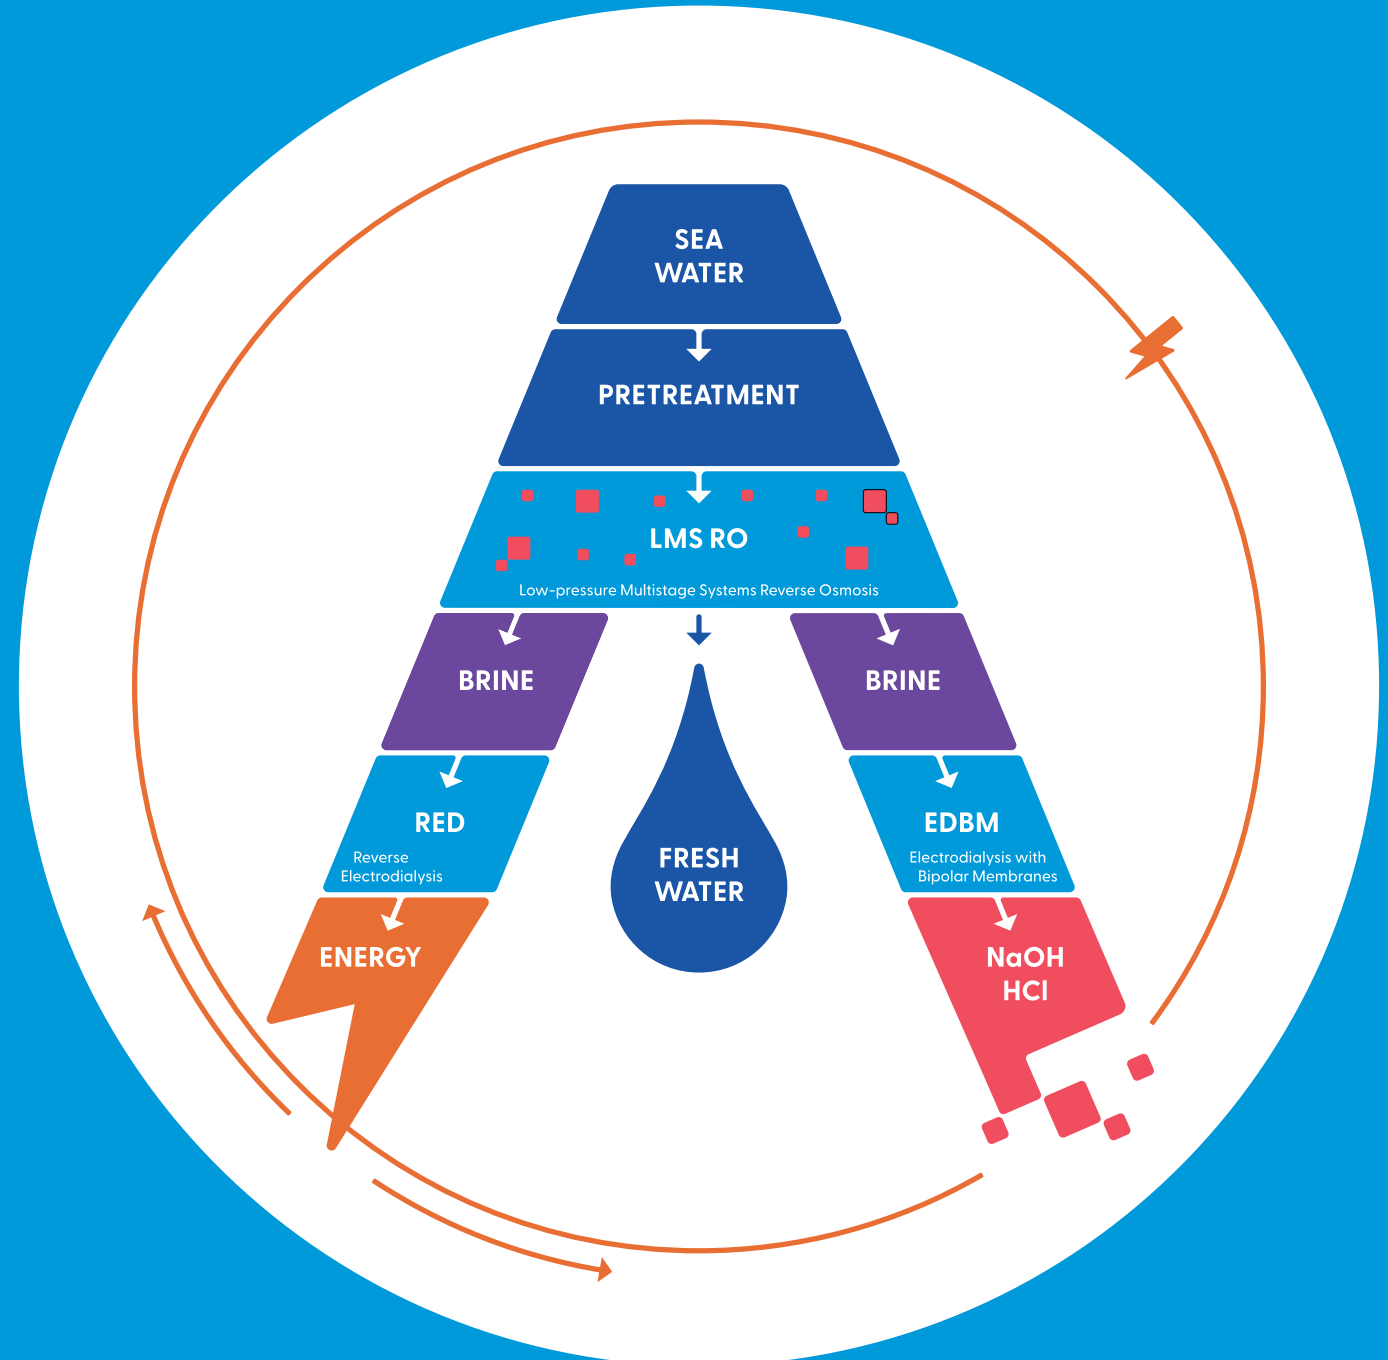 SEA
WATER
PRETREATMENT
LMS RO
Low-pressure Multistage Systems Reverse Osmosis
BRINE
BRINE
RED
Reverse
Electrodialysis
FRESH
WATER
EDBM
Electrodialysis with
Bipolar Membranes
ENERGY
NaOH
HCl